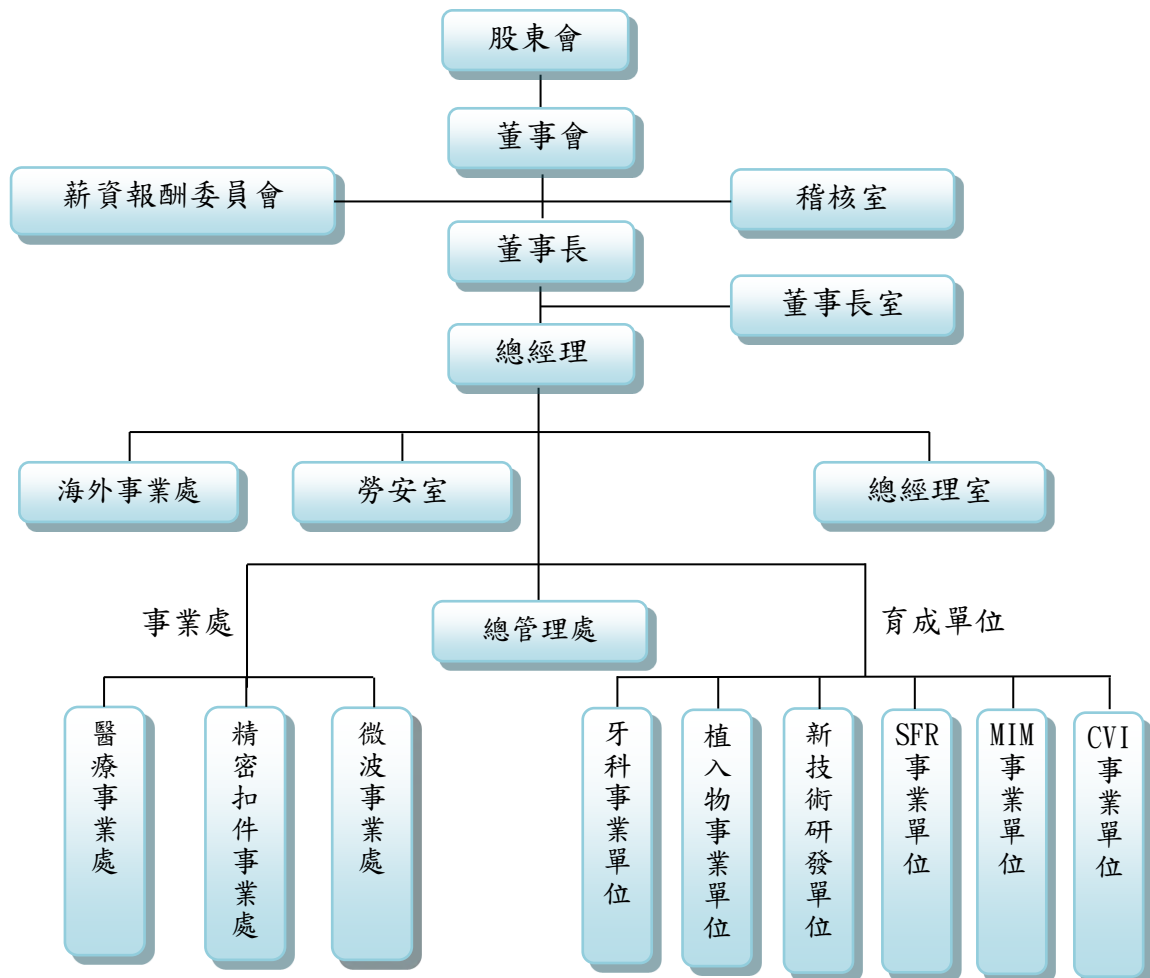 股東會
董事會
薪資報酬委員會
稽核室
董事長
董事長室
總經理
海外事業處
勞安室
總經理室
事業處
總管理處
育成單位
醫療事業處
精密扣件事業處
微波事業處
牙科事業單位
植入物事業單位
新技術研發單位
SFR事業單位
MIM事業單位
CVI事業單位